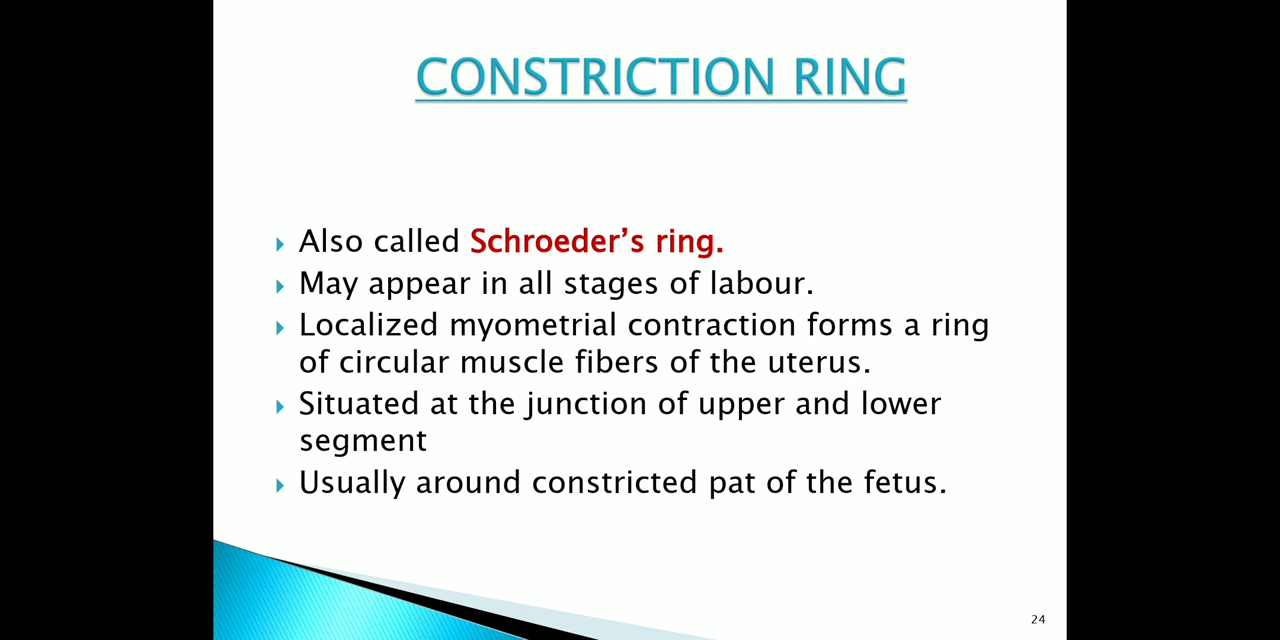 CONSTRICTION RING
Also called Schroeder’s ring.
May appear in all stages of labour.
Localized myometrial contraction forms a ring
of circular muscle fibers of the uterus.
Situated at the junction of upper and lower
segment
Usually around constricted pat of the fetus.
24